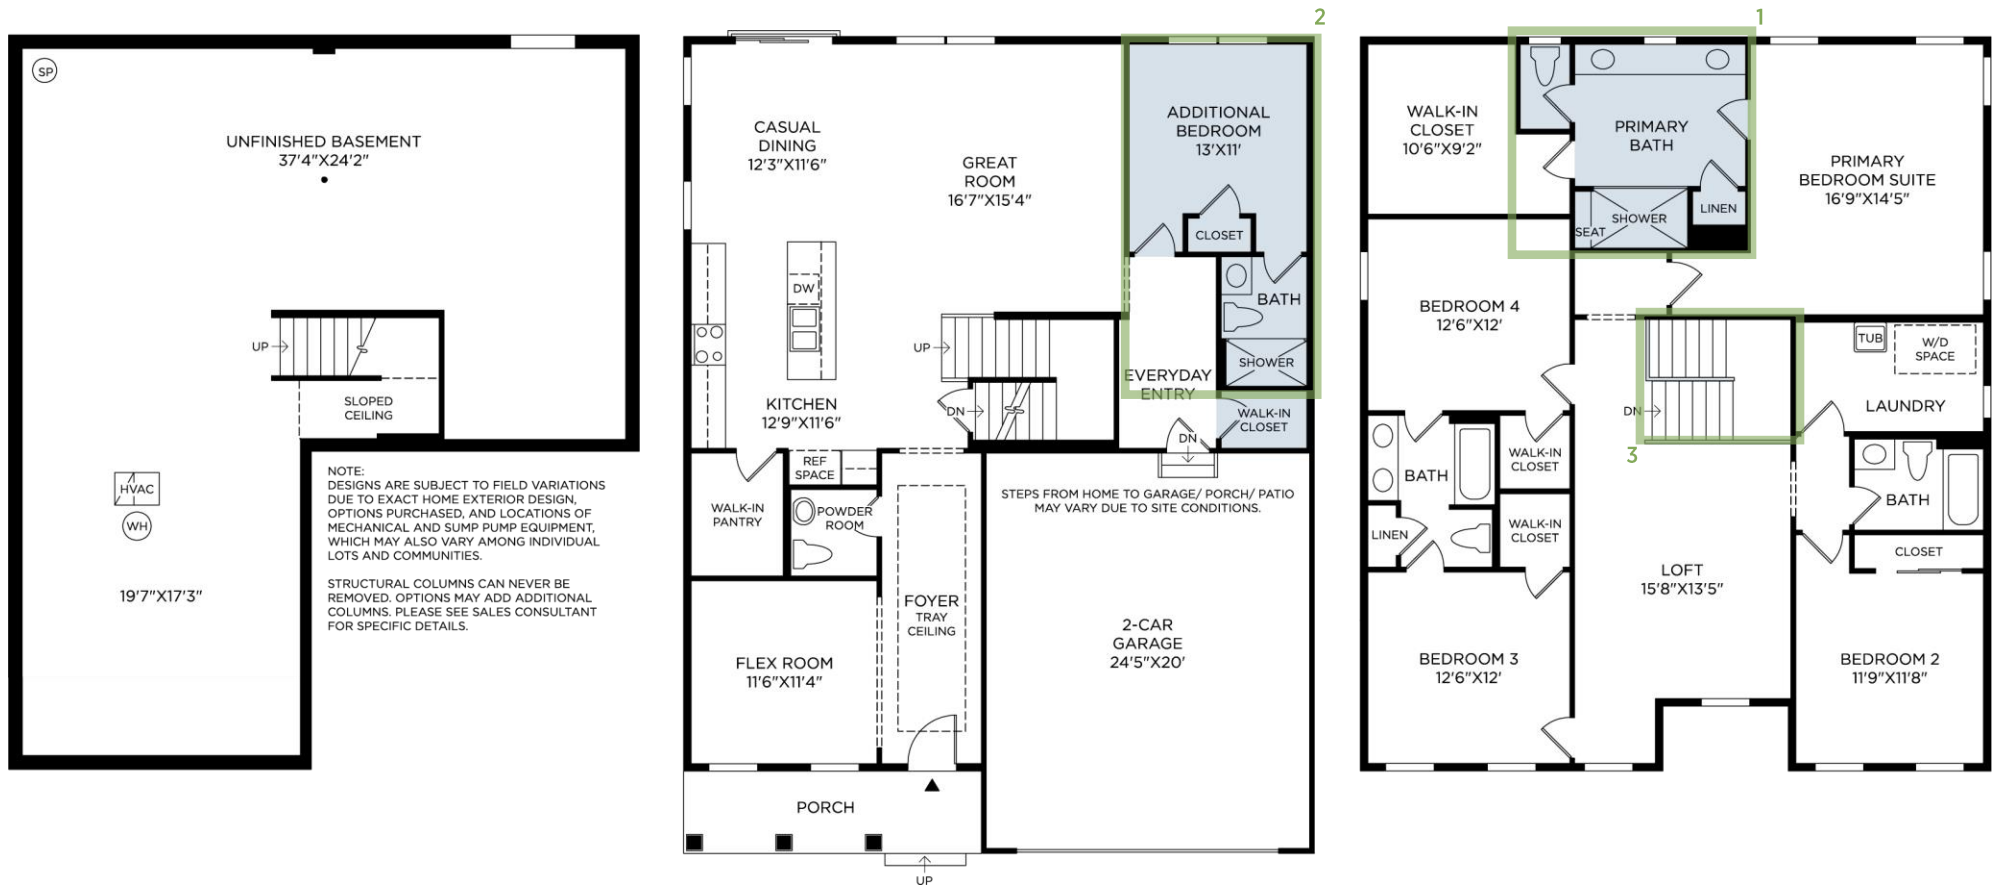 SP
UNFINISHED BASEMENT
37'4"X24'2"
UP
SLOPED
CEILING
HVAC
WH
19'7"X17'3"
NOTE:
DESIGNS ARE SUBJECT TO FIELD VARIATIONS
DUE TO EXACT HOME EXTERIOR DESIGN,
OPTIONS PURCHASED, AND LOCATIONS OF
MECHANICAL AND SUMP PUMP EQUIPMENT,
WHICH MAY ALSO VARY AMONG INDIVIDUAL
LOTS AND COMMUNITIES.
STRUCTURAL COLUMNS CAN NEVER BE
REMOVED. OPTIONS MAY ADD ADDITIONAL
COLUMNS. PLEASE SEE SALES CONSULTANT
FOR SPECIFIC DETAILS.
2
CASUAL
DINING
12'3"X11'6"
GREAT
ROOM
16'7"X15'4"
ADDITIONAL
BEDROOM
13'X11'
CLOSET
DW
BATH
UP
SHOWER
EVERYDAY
ENTRY
KITCHEN
12'9"X11'6"
DN
WALK-IN
CLOSET
DN
REF
SPACE
WALK-IN
PANTRY
POWDER
ROOM
STEPS FROM HOME TO GARAGE/ PORCH/ PATIO
MAY VARY DUE TO SITE CONDITIONS.
FOYER
TRAY
CEILING
2-CAR
GARAGE
24'5"X20'
FLEX ROOM
11'6"X11'4"
PORCH
UP
1
WALK-IN
CLOSET
10'6"X9'2"
PRIMARY
BATH
PRIMARY
BEDROOM SUITE
16'9"X14'5"
LINEN
SHOWER
SEAT
BEDROOM 4
12'6"X12'
TUB
W/D
SPACE
DN
LAUNDRY
3
WALK-IN
CLOSET
BATH
BATH
WALK-IN
CLOSET
LINEN
CLOSET
LOFT
15'8"X13'5"
BEDROOM 3
12'6"X12'
BEDROOM 2
11'9"X11'8"